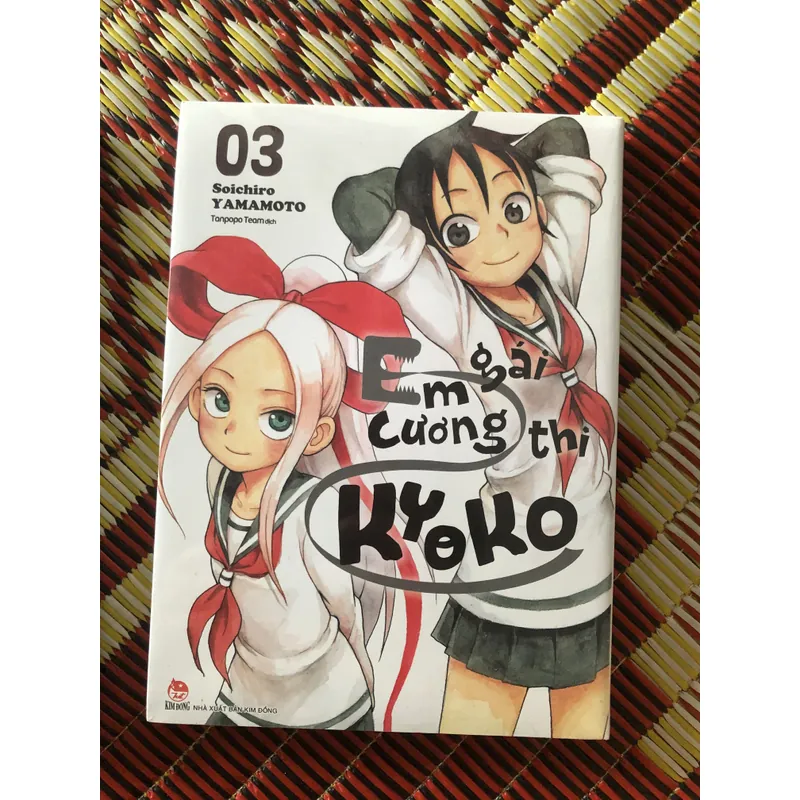 03
Soichiro
YAMAMOTO
Tanpopo Team dịch
Em gái
cương thi
KYOKO
KIM ĐỒNG
NHÀ XUẤT BẢN KIM ĐỒNG